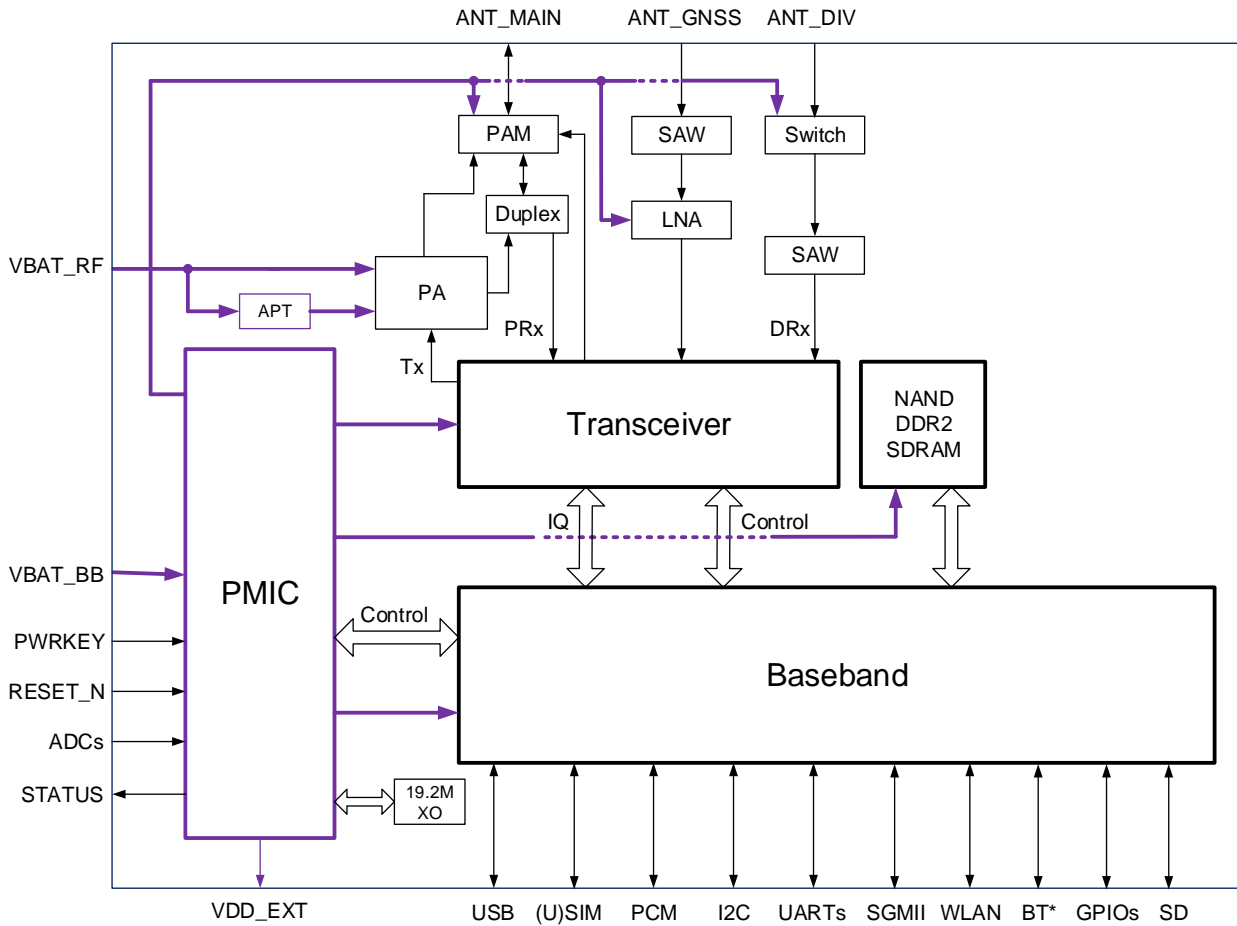 ANT_MAIN ANT_GNSS ANT_DIV
PAM
SAW
Switch
Duplex
LNA
SAW
VBAT_RF
PA
APT
PRx
DRx
Tx
Transceiver
NAND
DDR2
SDRAM
IQ
Control
VBAT_BB
PMIC
Control
PWRKEY
Baseband
RESET_N
ADCs
STATUS
19.2M
XO
VDD_EXT
USB (U)SIM PCM I2C UARTs SGMII WLAN BT* GPIOs SD